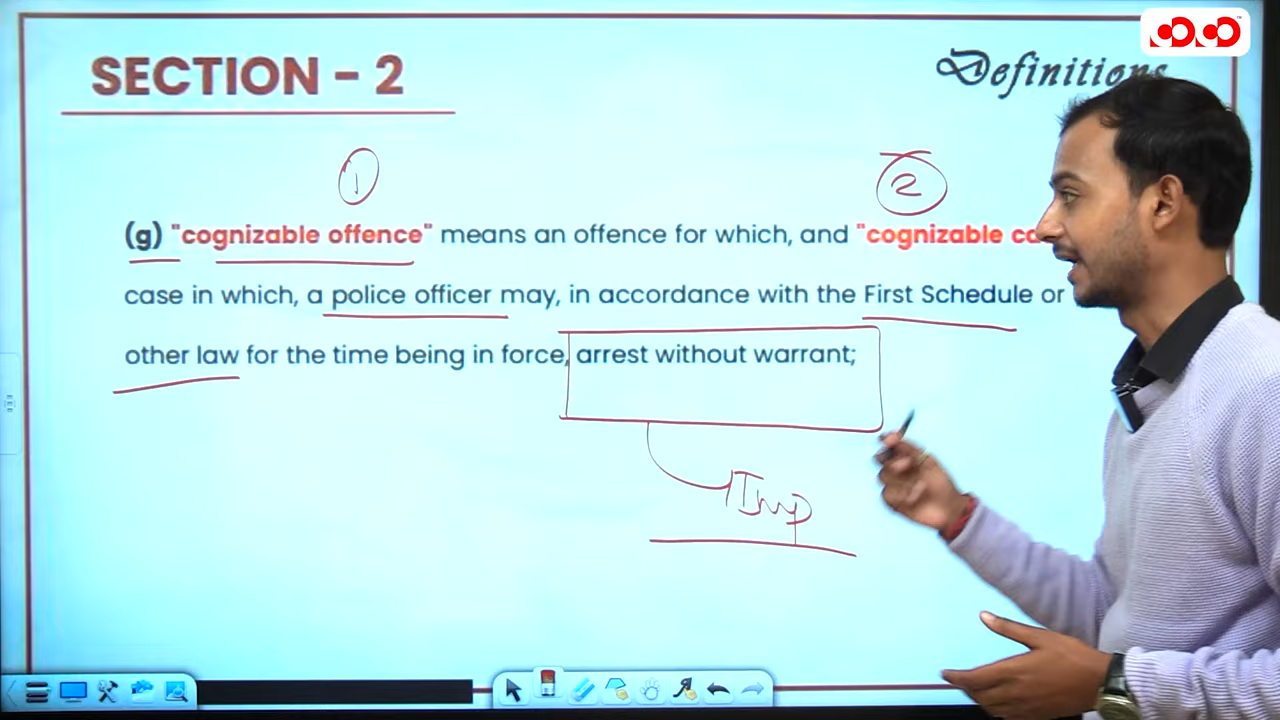 SECTION - 2
Definitions
1
2
(g) "cognizable offence" means an offence for which, and "cognizable
case in which, a police officer may, in accordance with the First Schedule or
other law for the time being in force, arrest without warrant;
Imp